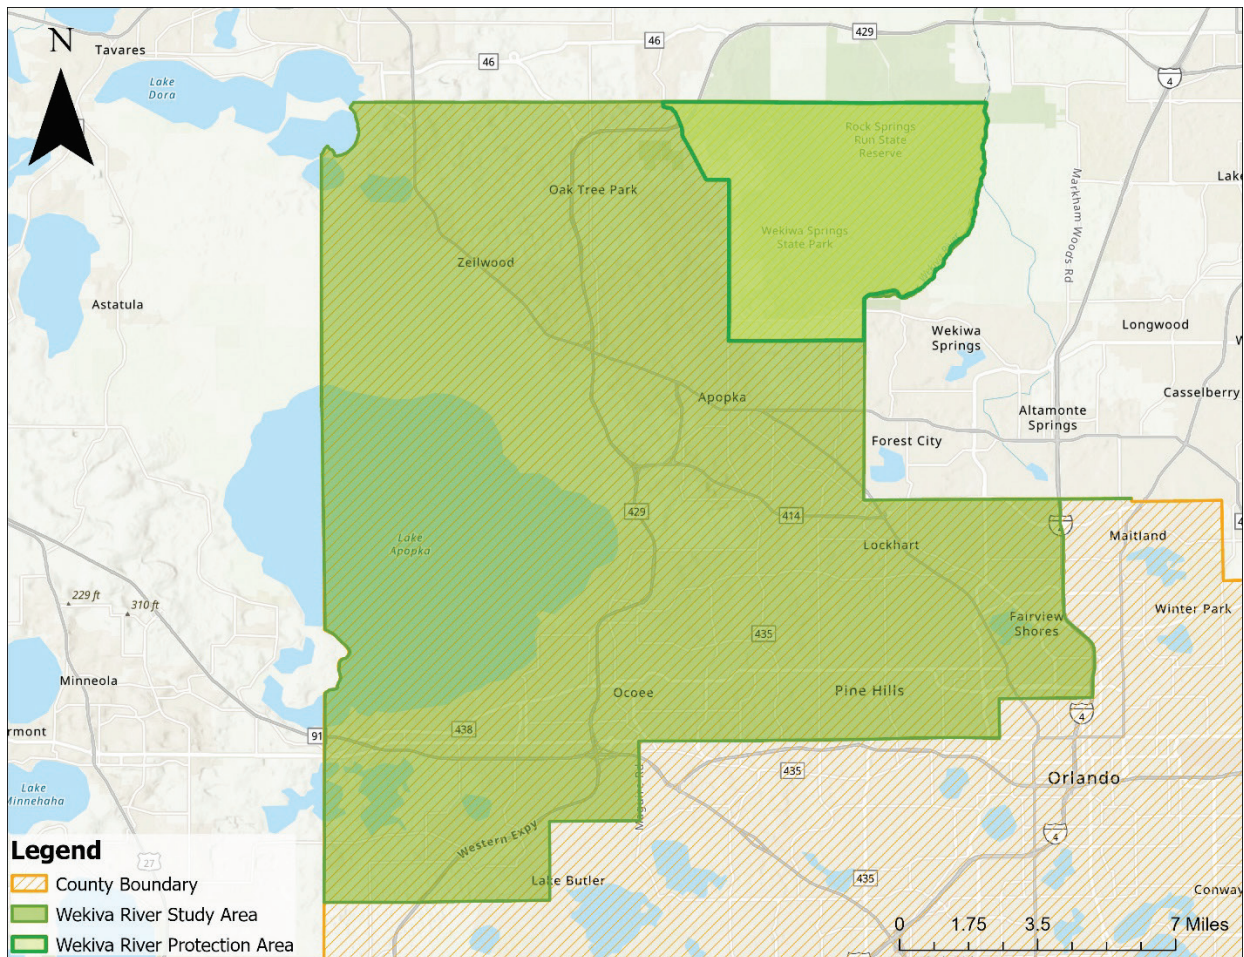 N
Tavares
Lake
Dora
46
46
429
4
Rock Springs
Run State
Reserve
Oak Tree Park
Markham Woods Rd
Lake
Wekiwa Springs
State Park
Zellwood
Astatula
Wekiwa
Springs
Longwood
Casselberry
Apopka
Altamonte
Springs
Forest City
429
414
4
Lake
Apopka
Lockhart
Maitland
229 ft
310 ft
Winter Park
Fairview
Shores
435
Minneola
Ocoee
Pine Hills
4
438
91
rmont
435
Orlando
Lake
Minnehaha
Western Expy
4
27
Lake Butler
435
Conway
Legend
County Boundary
Wekiva River Study Area
Wekiva River Protection Area
0 1.75 3.5 7 Miles